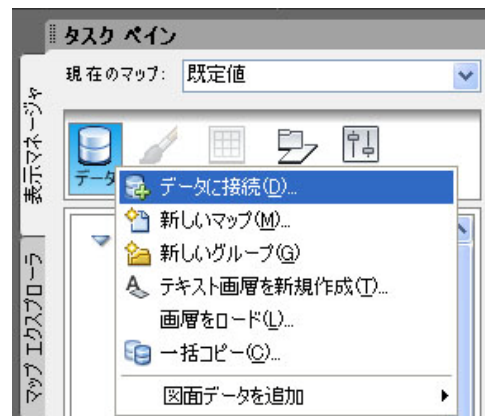 タスク ペイン
現在のマップ: 既定値
表示マネージャ
マップ エクスプローラ
データ
データに接続(D)...
新しいマップ(M)...
新しいグループ(G)
テキスト画層を新規作成(T)...
画層をロード(L)...
一括コピー(C)...
図面データを追加